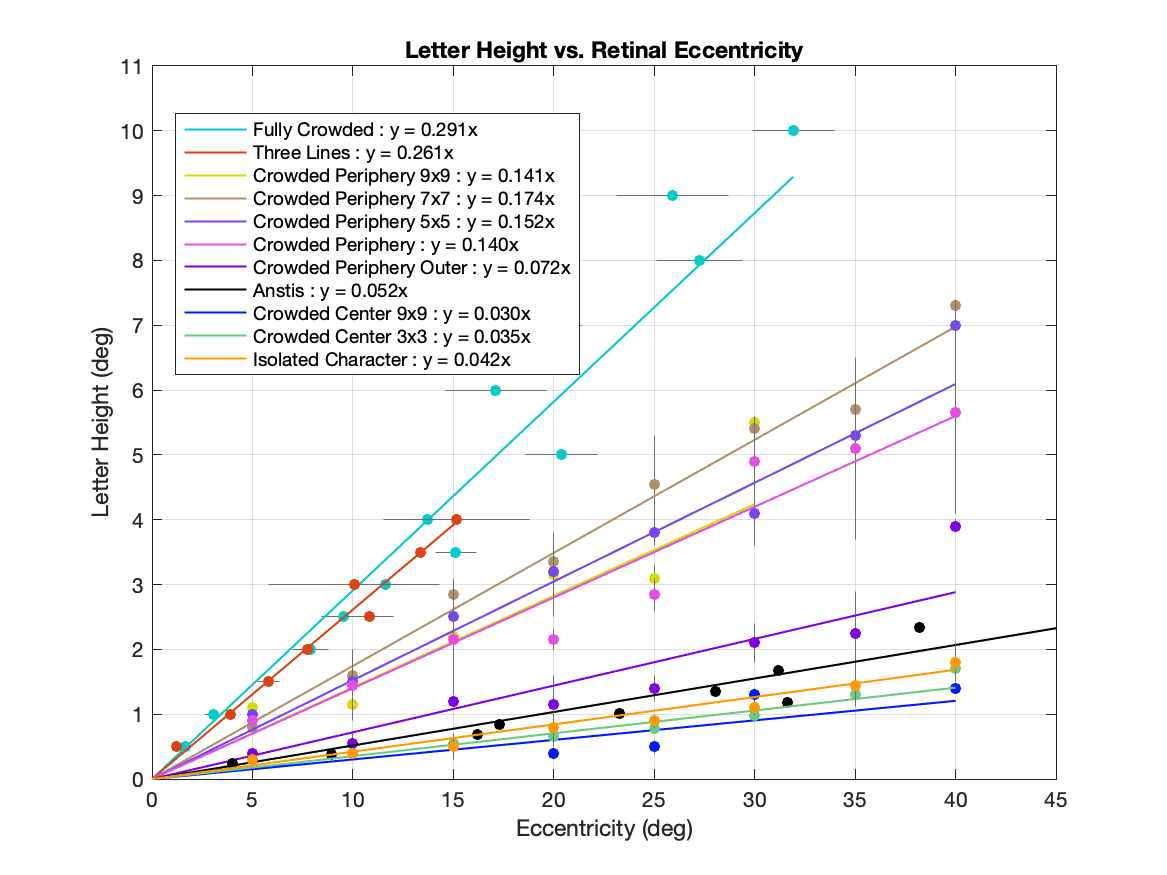 Letter Height vs. Retinal Eccentricity
11
10
9
8
7
6
5
4
3
2
1
0
Letter Height (deg)
Fully Crowded : y = 0.291x
Three Lines : y = 0.261x
Crowded Periphery 9x9 : y = 0.141x
Crowded Periphery 7x7 : y = 0.174x
Crowded Periphery 5x5 : y = 0.152x
Crowded Periphery : y = 0.140x
Crowded Periphery Outer : y = 0.072x
Anstis : y = 0.052x
Crowded Center 9x9 : y = 0.030x
Crowded Center 3x3 : y = 0.035x
Isolated Character : y = 0.042x
0 5 10 15 20 25 30 35 40 45
Eccentricity (deg)